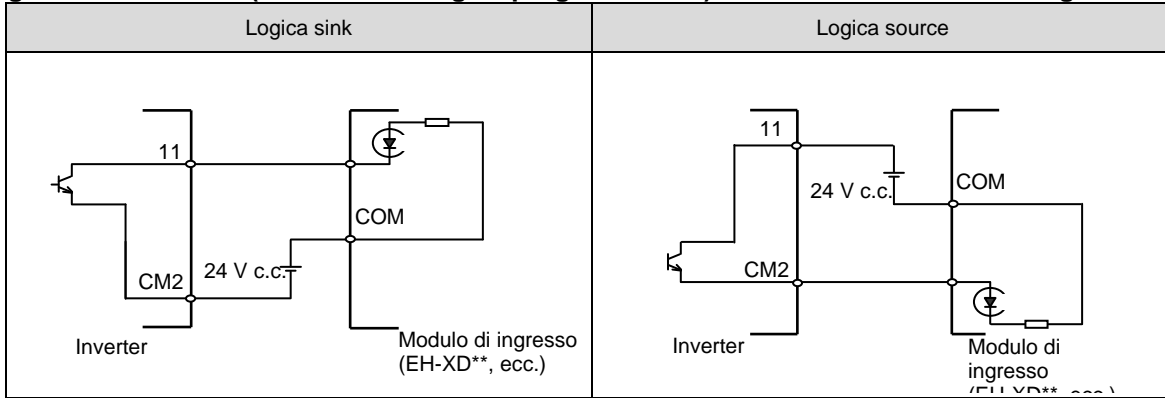 Logica sink
Logica source
11
COM
CM2
24 V c.c.
Inverter
Modulo di ingresso
(EH-XD**, ecc.)
11
24 V c.c.
COM
CM2
Inverter
Modulo di
ingresso